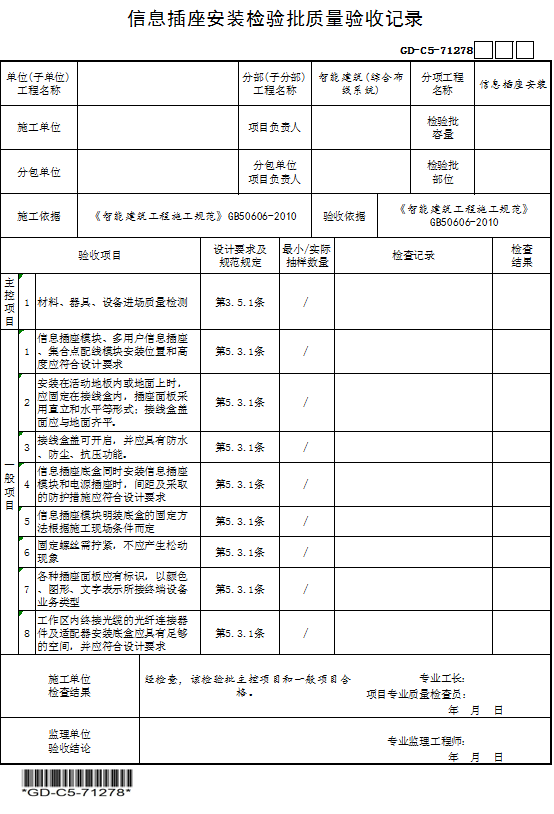 信息插座安装检验批质量验收记录
GD-C5-71278
单位(子单位)
工程名称
分部(子分部)
工程名称
智能建筑(综合布
线系统)
分项工程
名称
信息插座安装
施工单位
项目负责人
检验批
容量
分包单位
分包单位
项目负责人
检验批
部位
施工依据
《智能建筑工程施工规范》GB50606-2010
验收依据
《智能建筑工程施工规范》
GB50606-2010
验收项目
设计要求及
规范规定
最小/实际
抽样数量
检查记录
检查
结果
主
控
项
目
1
材料、器具、设备进场质量检测
第3.5.1条
/
一
般
项
目
1
信息插座模块、多用户信息插座
、集合点配线模块安装位置和高
度应符合设计要求
第5.3.1条
/
2
安装在活动地板内或地面上时，
应固定在接线盒内，插座面板采
用直立和水平等形式；接线盒盖
面应与地面齐平。
第5.3.1条
/
3
接线盒盖可开启，并应具有防水
、防尘、抗压功能。
第5.3.1条
/
4
信息插座底盒同时安装信息插座
模块和电源插座时，间距及采取
的防护措施应符合设计要求
第5.3.1条
/
5
信息插座模块明装底盒的固定方
法根据施工现场条件而定
第5.3.1条
/
6
固定螺丝需拧紧，不应产生松动
现象
第5.3.1条
/
7
各种插座面板应有标识，以颜色
、图形、文字表示所接终端设备
业务类型
第5.3.1条
/
8
工作区内终接光缆的光纤连接器
件及适配器安装底盒应具有足够
的空间，并应符合设计要求
第5.3.1条
/
施工单位
检查结果
经检查，该检验批主控项目和一般项目合
格。
专业工长：
项目专业质量检查员：
年 月 日
监理单位
验收结论
专业监理工程师：
年 月 日
*GD-C5-71278*